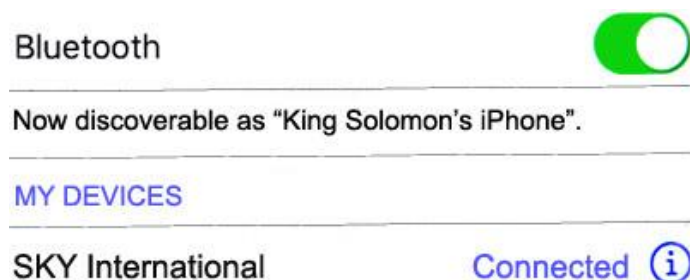 Bluetooth
Now discoverable as “King Solomon's iPhone”.
MY DEVICES
SKY International Connected i